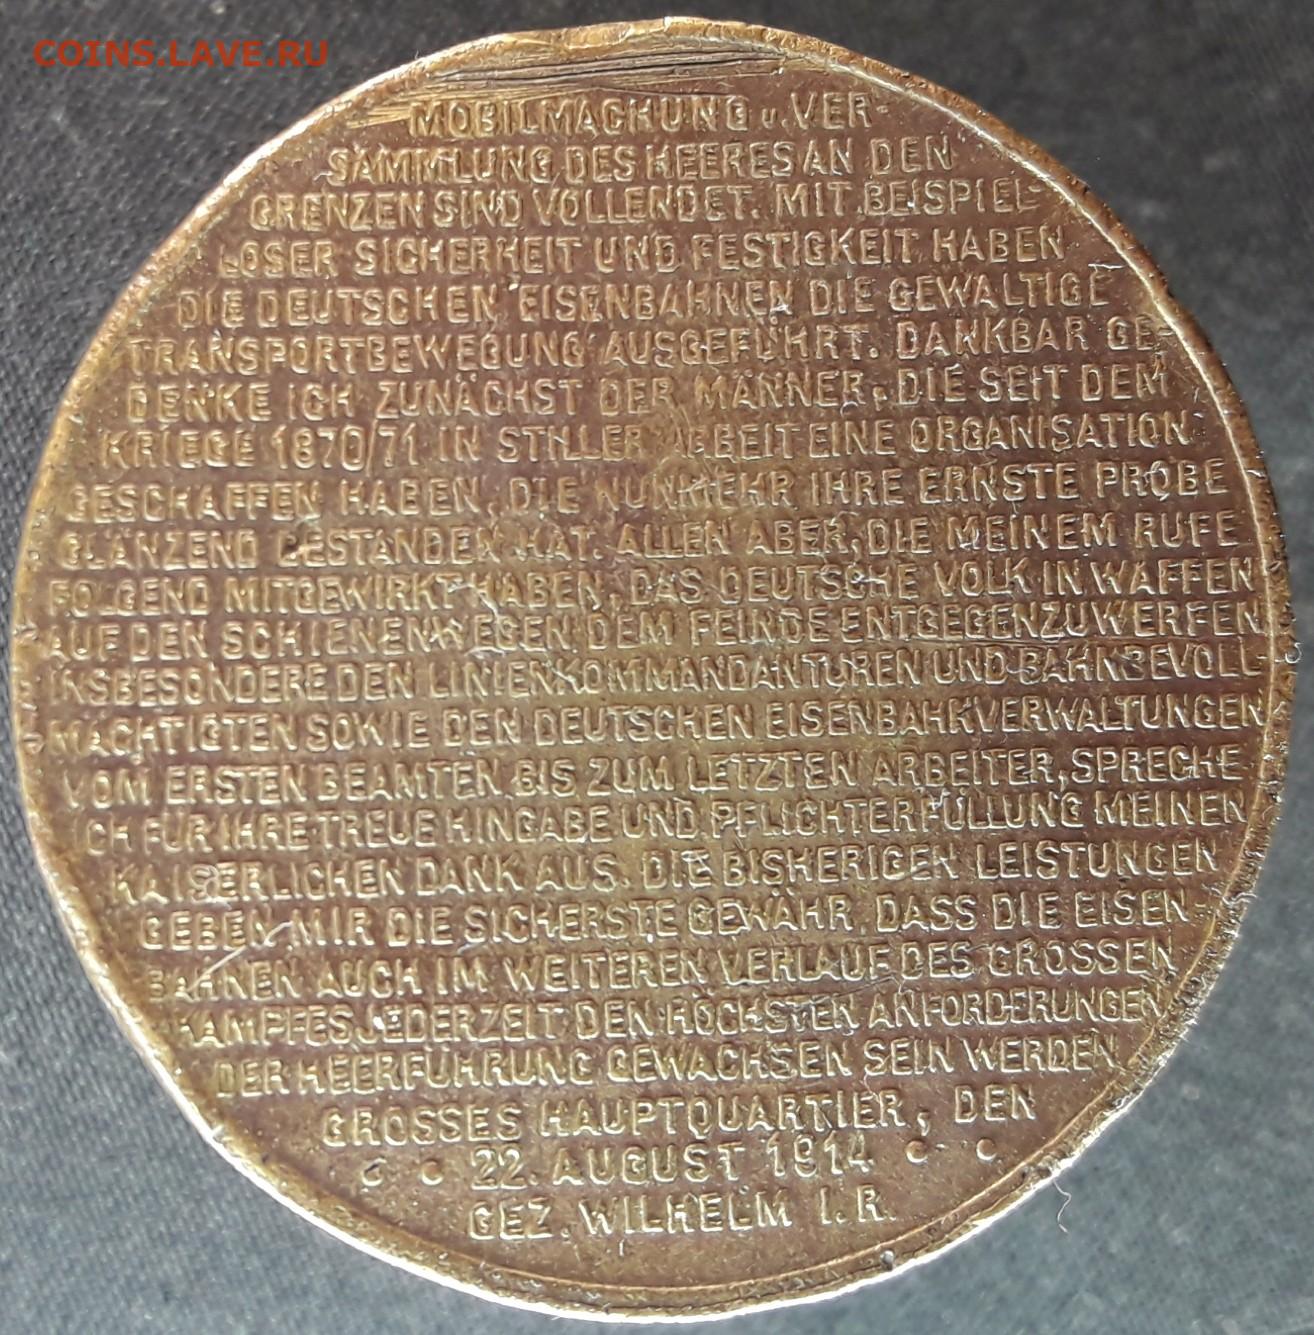 COINS.LAVE.RU
MOBILMACHUNG u. VER-
SAMMLUNG DES HEERES AN DEN
GRENZEN SIND VOLLENDET. MIT BEISPIEL-
LOSER SICHERHEIT UND FESTIGKEIT HABEN
DIE DEUTSCHEN EISENBAHNEN DIE GEWALTIGE
TRANSPORTBEWEGUNG AUSGEFÜHRT. DANKBAR GE-
DENKE ICH ZUNÄCHST DER MÄNNER, DIE SEIT DEM
KRIEGE 1870/71 IN STILLER ARBEIT EINE ORGANISATION
GESCHAFFEN HABEN, DIE NUNMEHR IHRE ERNSTE PROBE
GLÄNZEND BESTANDEN HAT. ALLEN ABER, DIE MEINEM RUFE
FOLGEND MITGEWIRKT HABEN, DAS DEUTSCHE VOLK IN WAFFEN
AUF DEN SCHIENENWEGEN DEM FEINDE ENTGEGENZUWERFEN
INSBESONDERE DEN LINIENKOMMANDANTUREN UND BAHNBEVOLL-
MÄCHTIGTEN SOWIE DEN DEUTSCHEN EISENBAHKVERWALTUNGEN
VOM ERSTEN BEAMTEN BIS ZUM LETZTEN ARBEITER, SPRECHE
ICH FÜR IHRE TREUE HINGABE UND PFLICHTERFÜLLUNG MEINEN
KAISERLICHEN DANK AUS. DIE BISHERIGEN LEISTUNGEN
GEBEN MIR DIE SICHERSTE GEWÄHR, DASS DIE EISEN-
BAHNEN AUCH IM WEITEREN VERLAUF DES GROSSEN
KAMPFES JEDERZEIT DEN HÖCHSTEN ANFORDERUNGEN
DER HEERFÜHRUNG GEWACHSEN SEIN WERDEN
GROSSES HAUPTQUARTIER, DEN
22. AUGUST 1914
GEZ. WILHELM I. R.